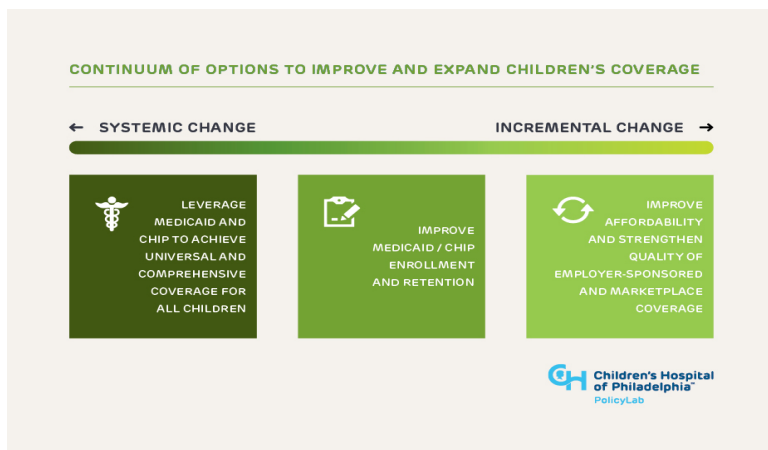 CONTINUUM OF OPTIONS TO IMPROVE AND EXPAND CHILDREN'S COVERAGE
← SYSTEMIC CHANGE
INCREMENTAL CHANGE →
LEVERAGE
MEDICAID AND
CHIP TO ACHIEVE
UNIVERSAL AND
COMPREHENSIVE
COVERAGE FOR
ALL CHILDREN
IMPROVE
MEDICAID / CHIP
ENROLLMENT
AND RETENTION
IMPROVE
AFFORDABILITY
AND STRENGTHEN
QUALITY OF
EMPLOYER-SPONSORED
AND MARKETPLACE
COVERAGE
CH Children's Hospital
of Philadelphia™
PolicyLab